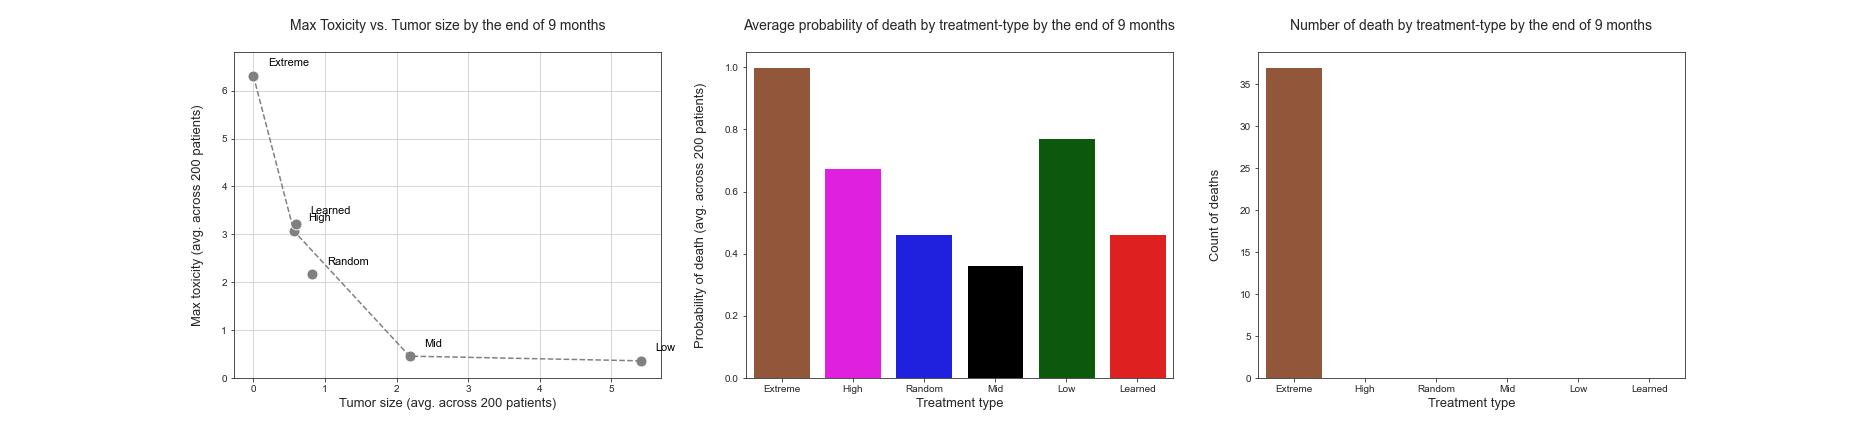 Max Toxicity vs. Tumor size by the end of 9 months
Max toxicity (avg. across 200 patients)
6
5
4
3
2
1
0
Extreme
Learned
High
Random
Mid
Low
0 1 2 3 4 5
Tumor size (avg. across 200 patients)
Average probability of death by treatment-type by the end of 9 months
Probability of death (avg. across 200 patients)
1.0
0.8
0.6
0.4
0.2
0.0
Extreme High Random Mid Low Learned
Treatment type
Number of death by treatment-type by the end of 9 months
Count of deaths
35
30
25
20
15
10
5
0
Extreme High Random Mid Low Learned
Treatment type